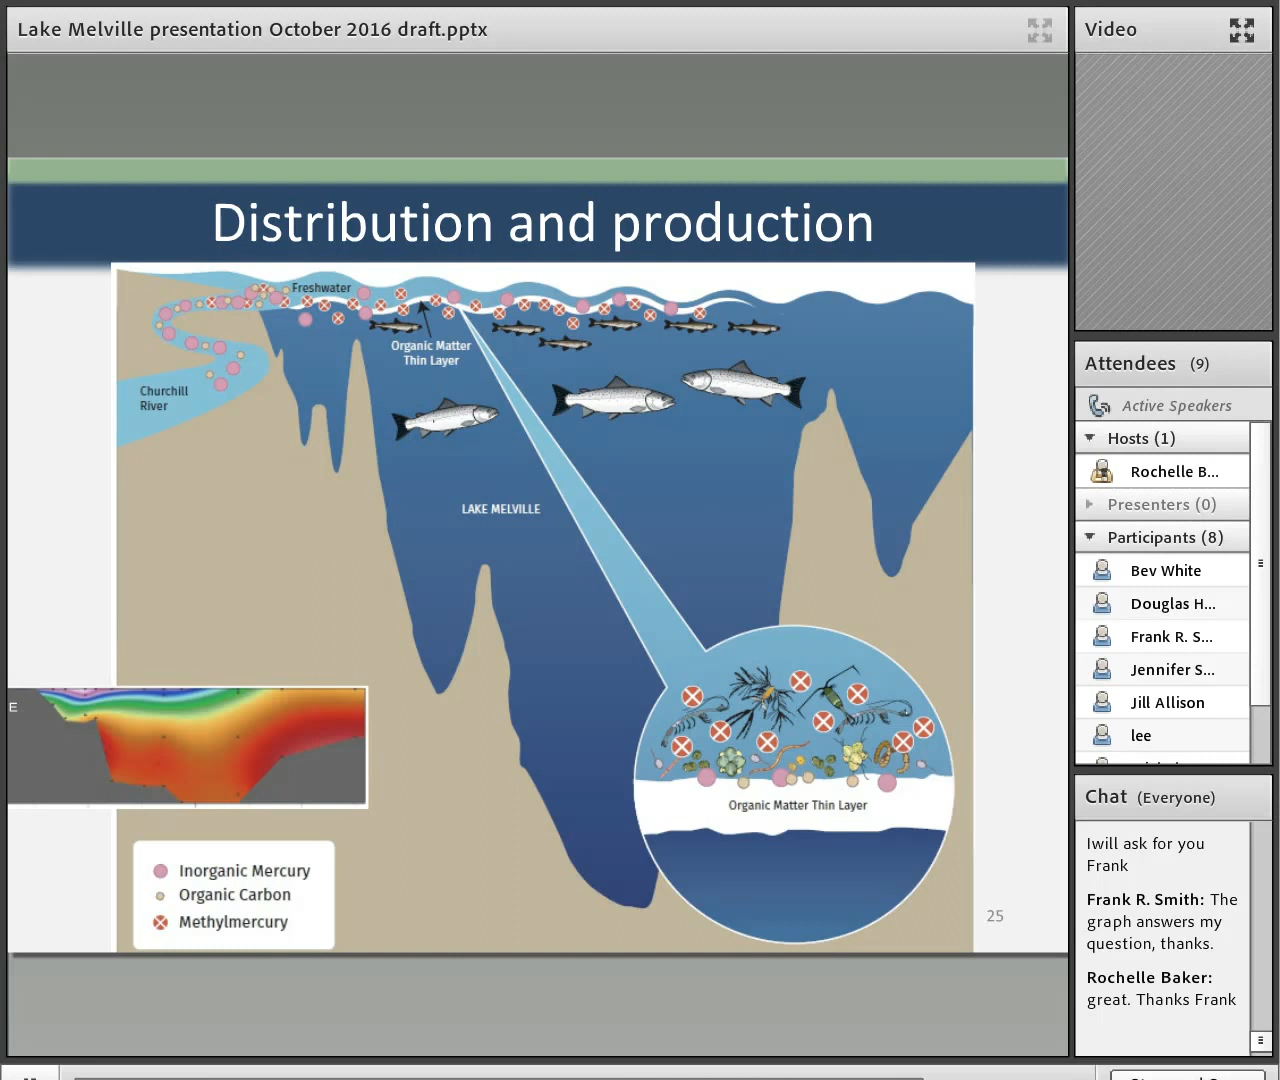 Lake Melville presentation October 2016 draft.pptx
Distribution and production
Freshwater
Organic Matter
Thin Layer
Churchill
River
LAKE MELVILLE
E
Organic Matter Thin Layer
Inorganic Mercury
Organic Carbon
Methylmercury
25
Video
Attendees (9)
Active Speakers
Hosts (1)
Rochelle B...
Presenters (0)
Participants (8)
Bev White
Douglas H...
Frank R. S...
Jennifer S...
Jill Allison
lee
Chat (Everyone)
Iwill ask for you
Frank
Frank R. Smith: The
graph answers my
question, thanks.
Rochelle Baker:
great. Thanks Frank